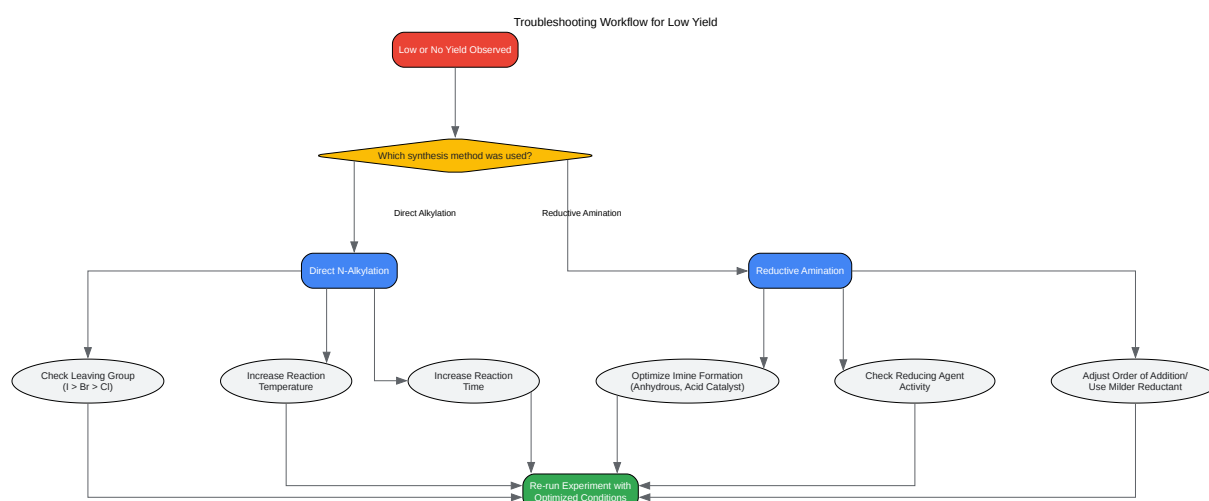 Troubleshooting Workflow for Low Yield
Low or No Yield Observed
Which synthesis method was used?
Direct Alkylation
Reductive Amination
Direct N-Alkylation
Reductive Amination
Check Leaving Group
(I > Br > Cl)
Increase Reaction
Temperature
Increase Reaction
Time
Optimize Imine Formation
(Anhydrous, Acid Catalyst)
Check Reducing Agent
Activity
Adjust Order of Addition/
Use Milder Reductant
Re-run Experiment with
Optimized Conditions